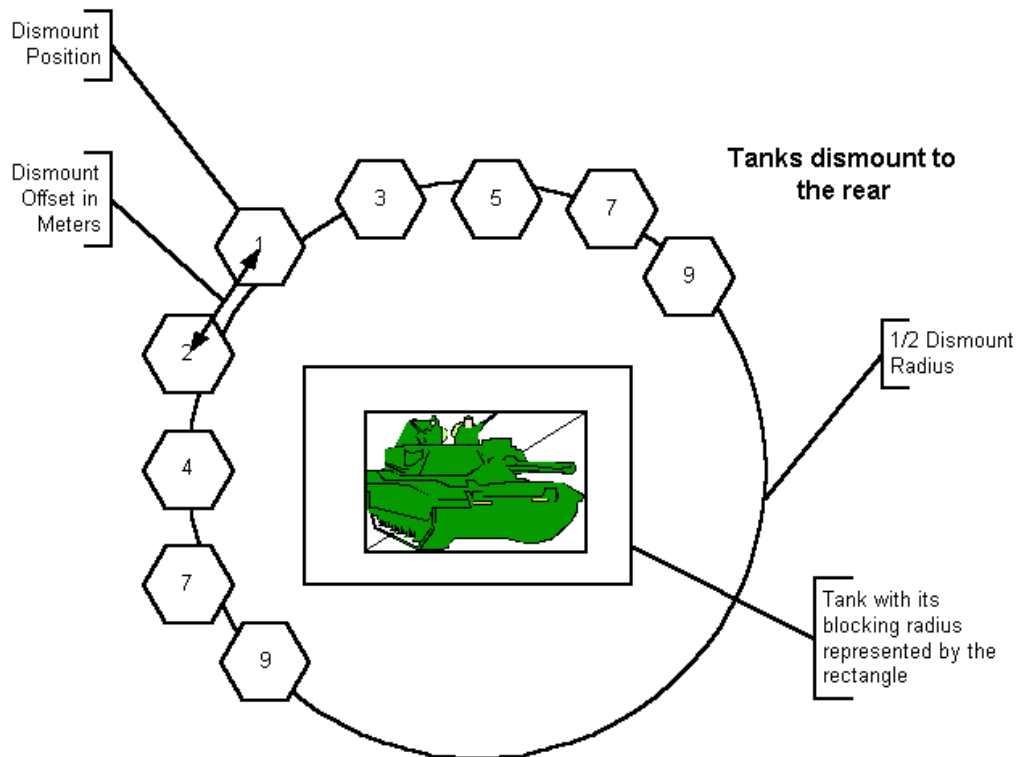 Dismount
Position
Dismount
Offset in
Meters
Tanks dismount to
the rear
3
5
7
1
9
2
1/2 Dismount
Radius
4
7
Tank with its
blocking radius
represented by the
rectangle
9